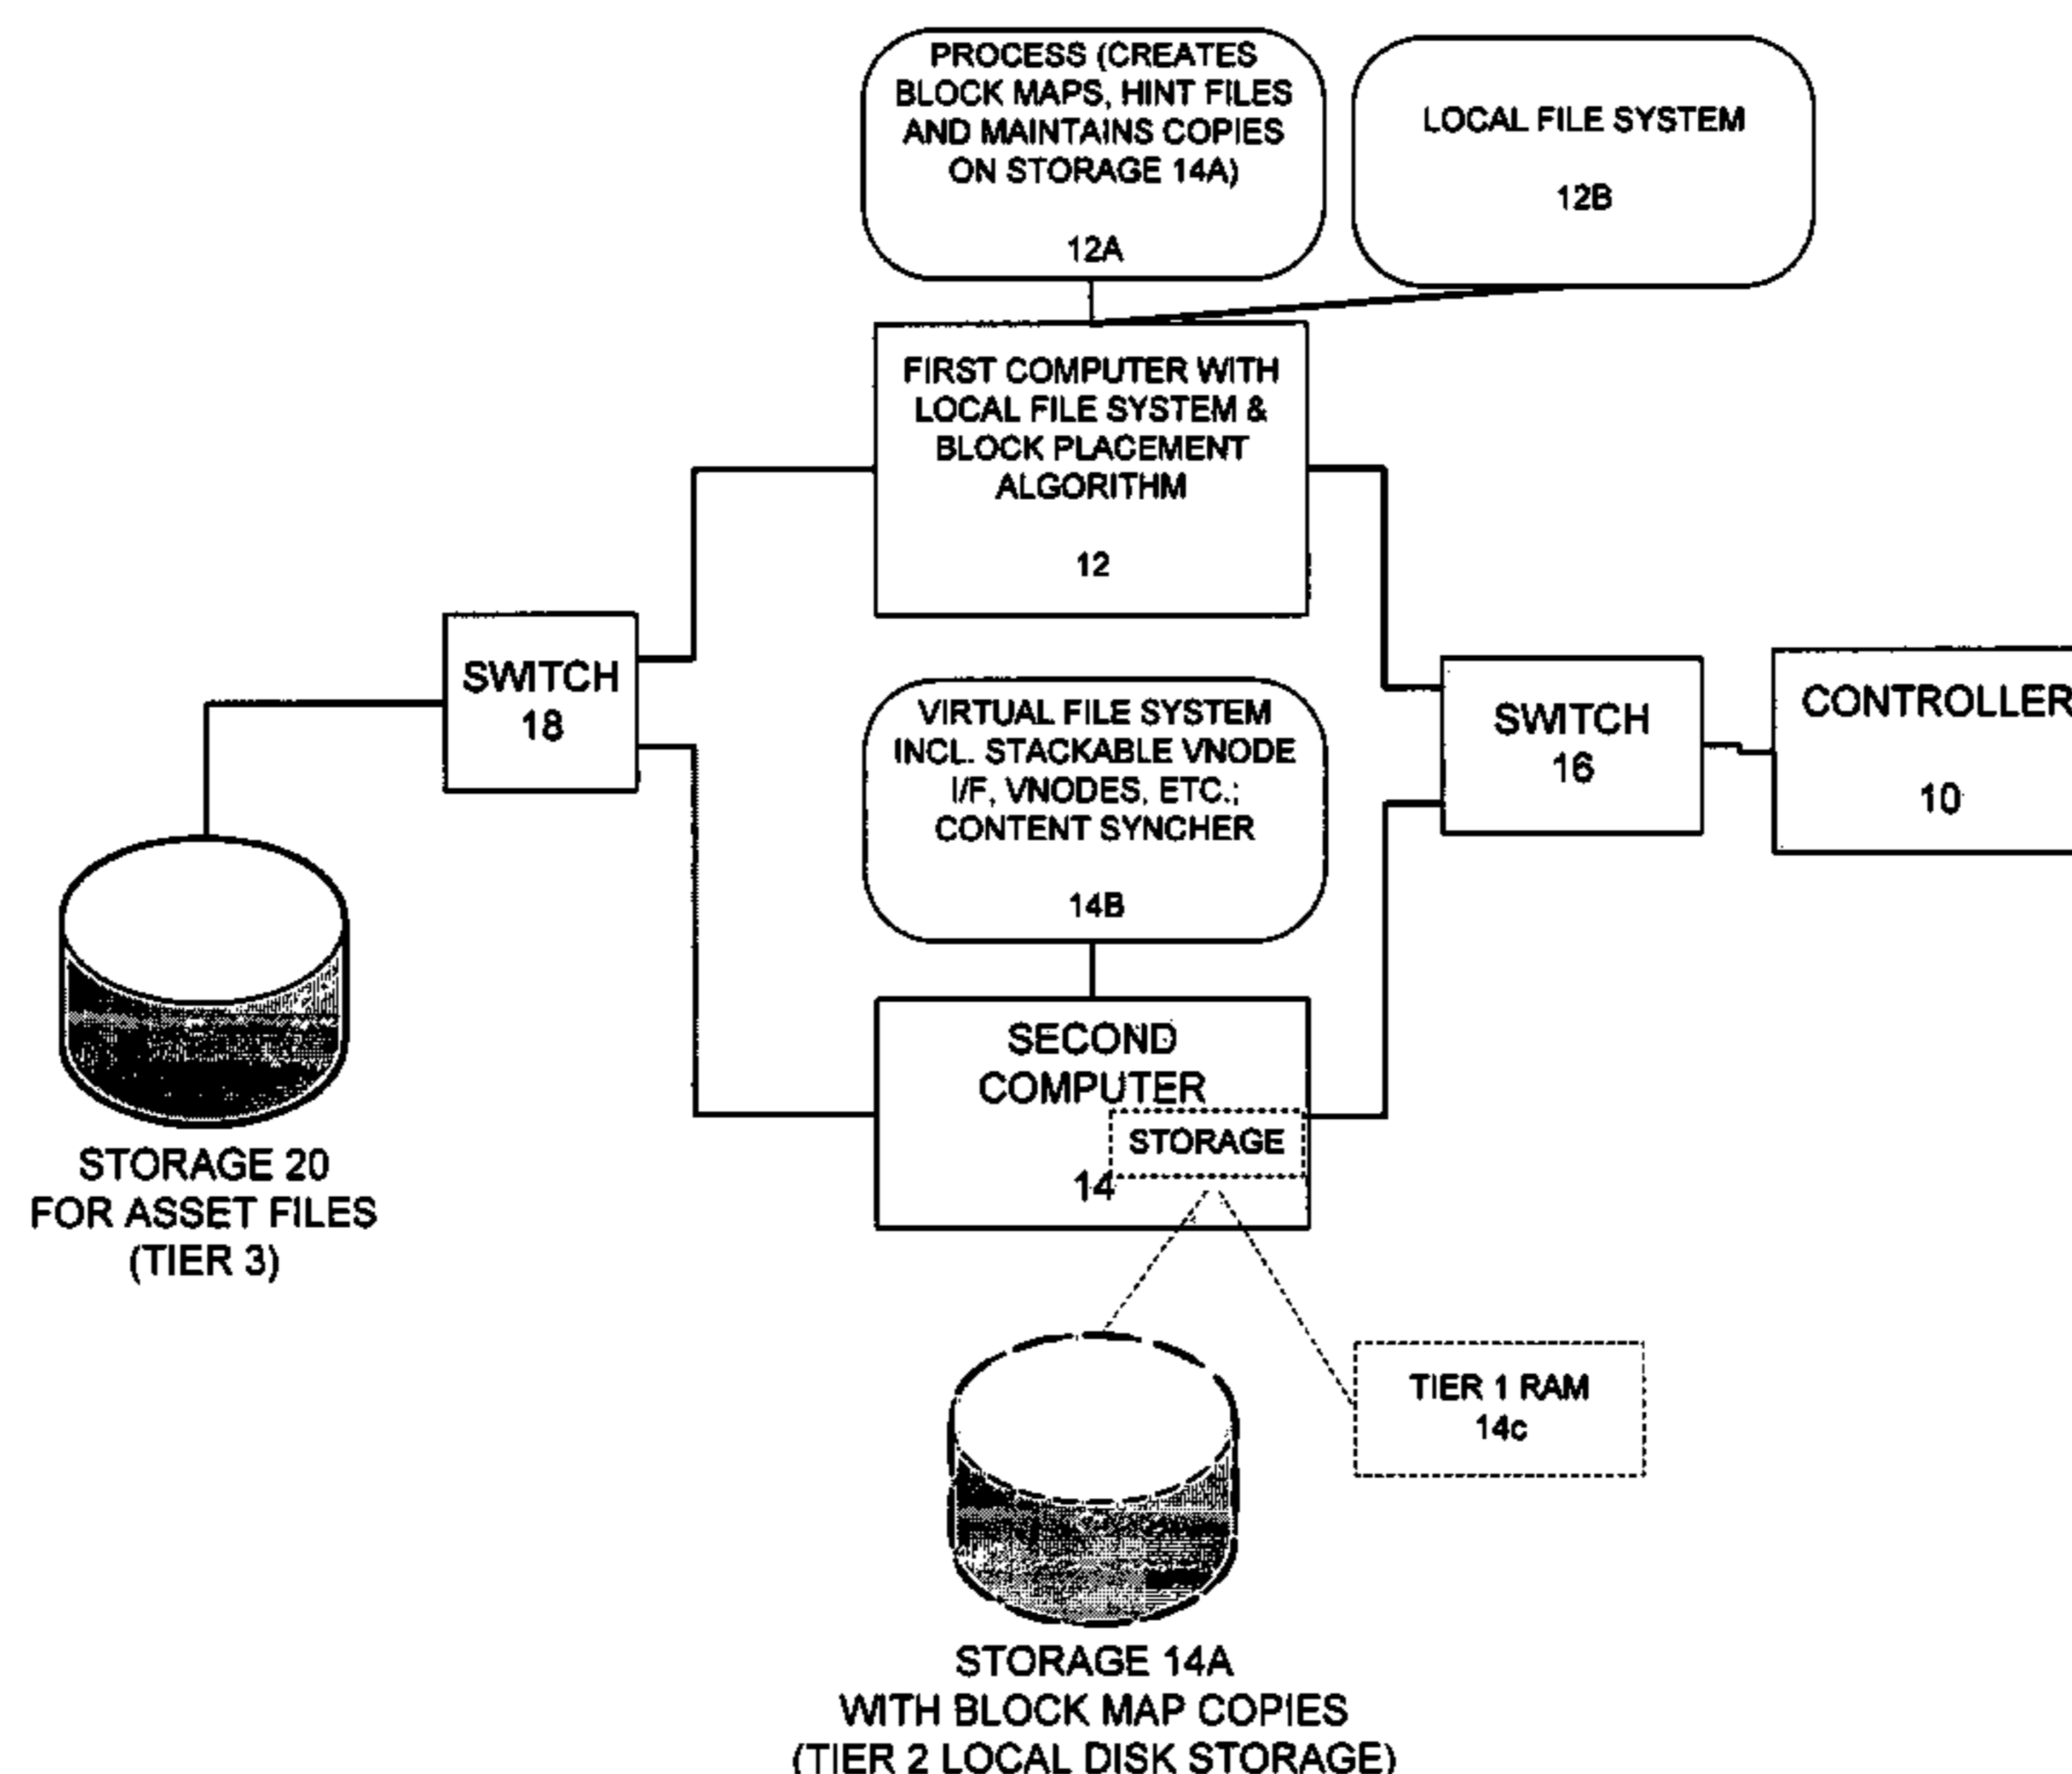 PROCESS (CREATES
BLOCK MAPS, HINT FILES
AND MAINTAINS COPIES
ON STORAGE 14A)
12A
LOCAL FILE SYSTEM
12B
FIRST COMPUTER WITH
LOCAL FILE SYSTEM &
BLOCK PLACEMENT
ALGORITHM
12
SWITCH
18
VIRTUAL FILE SYSTEM
INCL. STACKABLE VNODE
I/F, VNODES, ETC.;
CONTENT SYNCHER
14B
SWITCH
16
CONTROLLER
10
SECOND
COMPUTER
STORAGE
14
STORAGE 20
FOR ASSET FILES
(TIER 3)
TIER 1 RAM
14c
STORAGE 14A
WITH BLOCK MAP COPIES
(TIER 2 LOCAL DISK STORAGE)